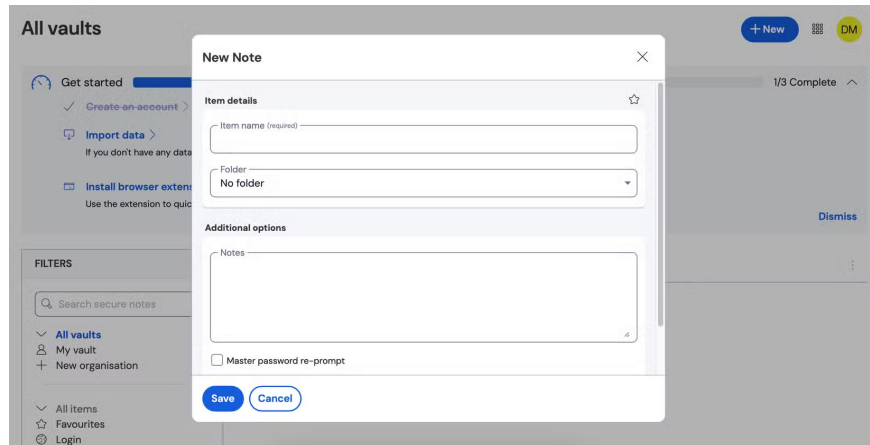 All vaults
+ New
DM
Get started
1/3 Complete
Create an account
Import data
If you don't have any data
Install browser extens
Use the extension to quic
Dismiss
FILTERS
Search secure notes
All vaults
My vault
New organisation
All items
Favourites
Login
New Note
Item details
Item name (required)
Folder
No folder
Additional options
Notes
Master password re-prompt
Save
Cancel